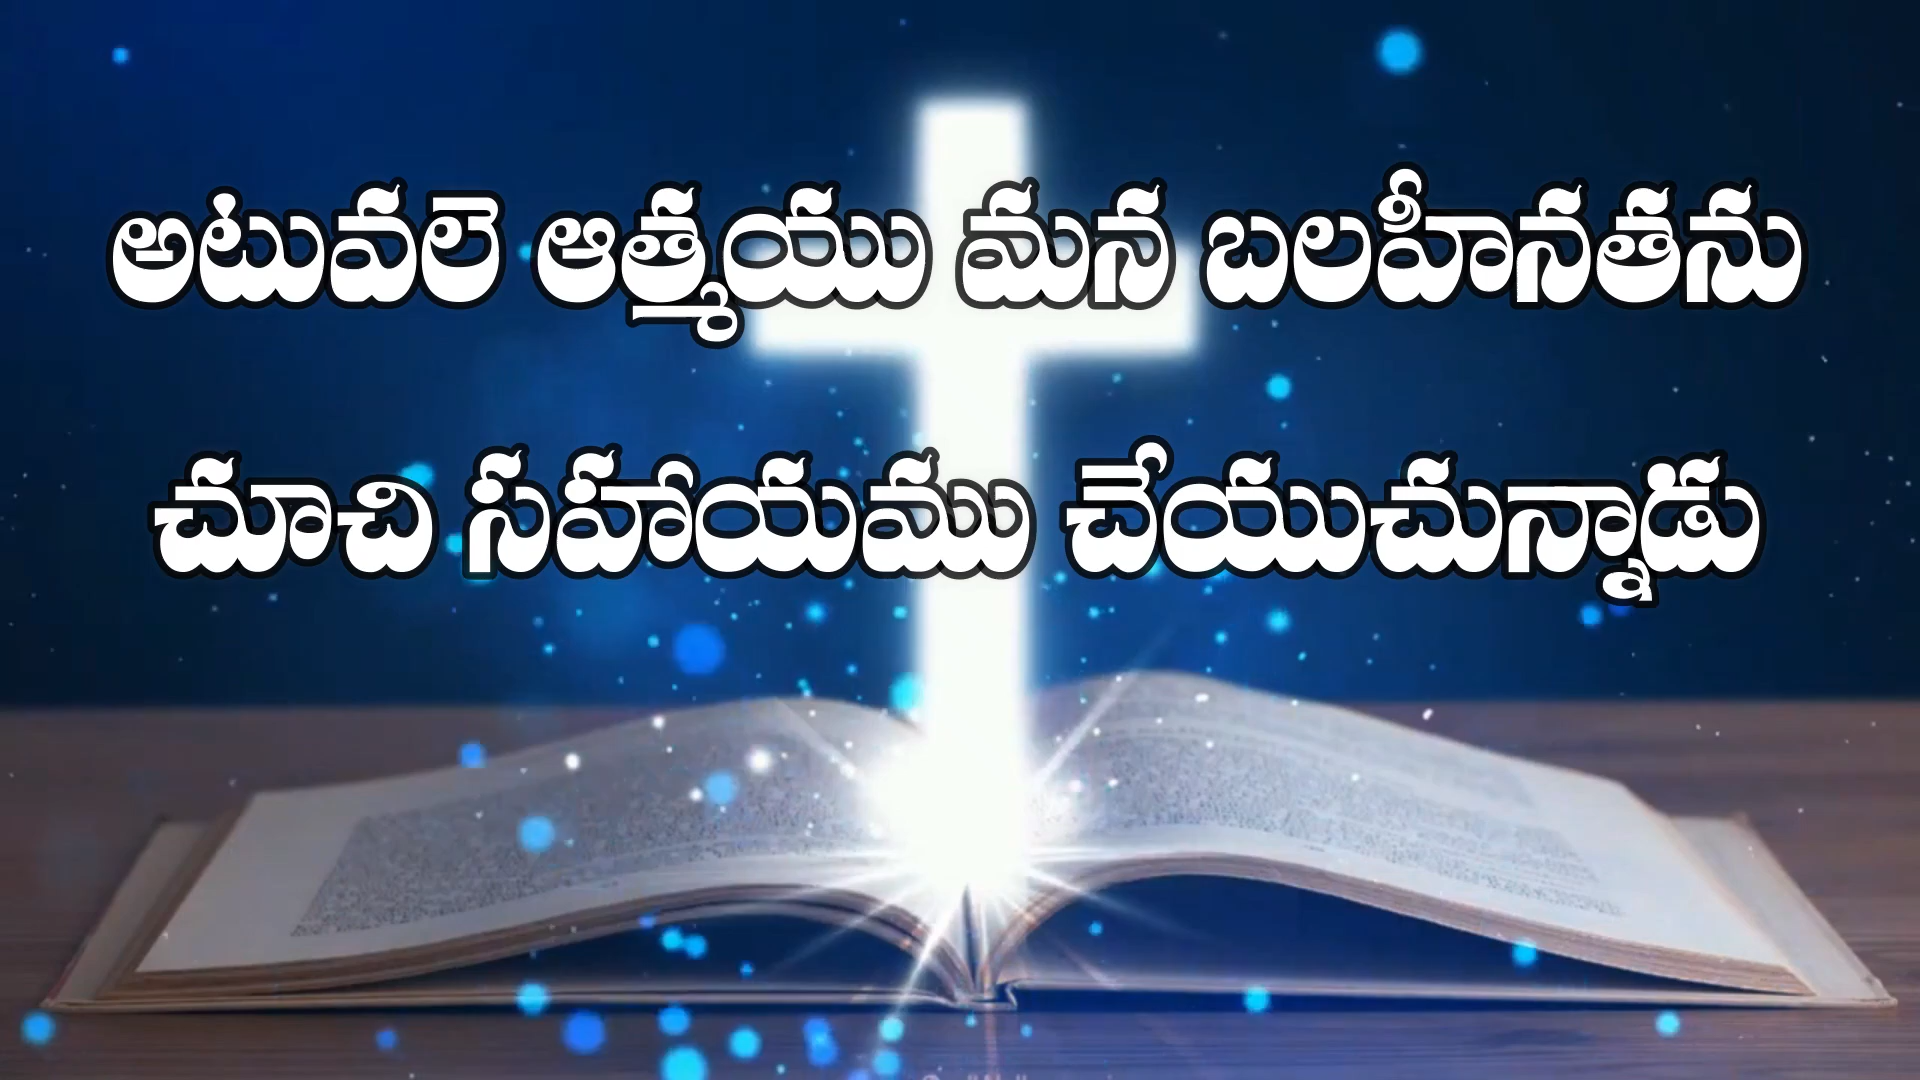 అటువలె ఆత్మయు మన బలహీనతను
చూచి సహాయము చేయుచున్నాడు